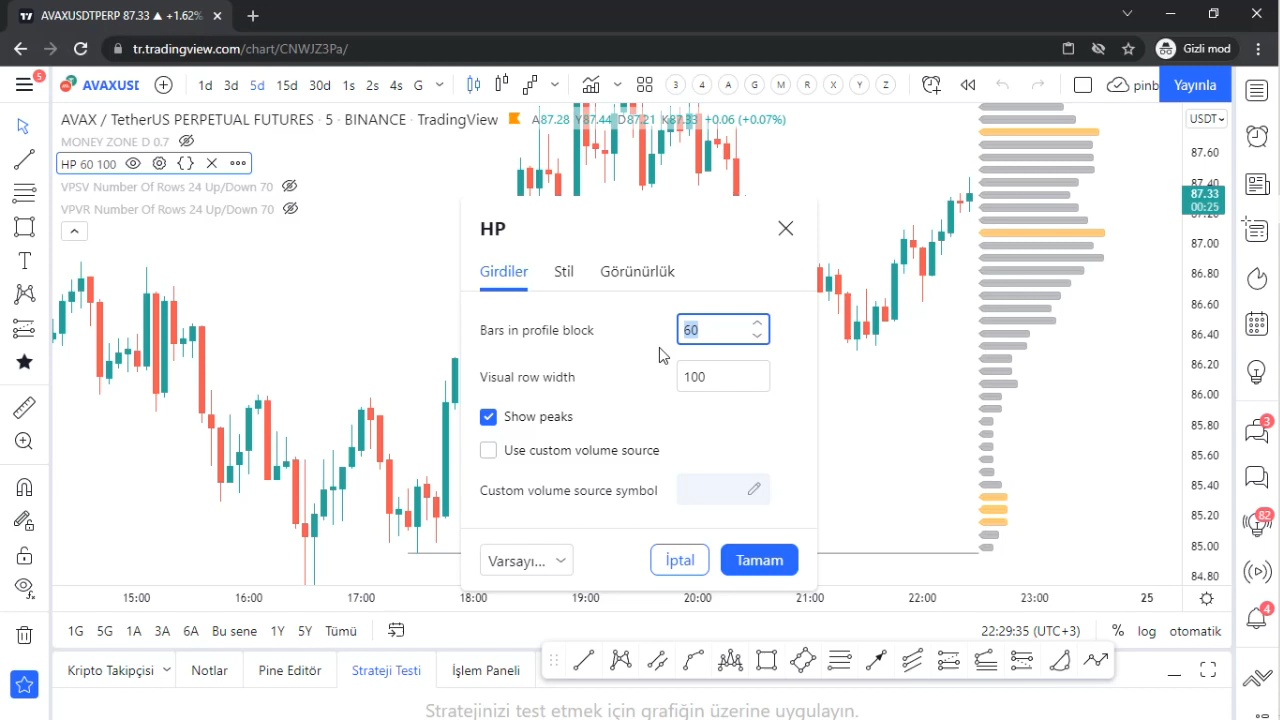 AVAXUSDTPERP 87.33 ▲ +1.62%
tr.tradingview.com/chart/CNWJZ3Pa/
Gizli mod
5
AVAXUS
1d 3d 5d 15d 30d 1s 2s 4s G
3 4 A G M R X Y Z
pinb
Yayınla
AVAX / TetherUS PERPETUAL FUTURES · 5 · BINANCE · TradingView
A87.28 Y87.44 D87.21 K87.33 +0.06 (+0.07%)
USDT
MONEY ZONE D 0.7
HP 60 100
VPSV Number Of Rows 24 Up/Down 70
VPVR Number Of Rows 24 Up/Down 70
87.60
87.40
87.33
00:25
87.20
87.00
86.80
86.60
86.40
86.20
86.00
85.80
85.60
85.40
85.20
85.00
84.80
HP
Girdiler Stil Görünürlük
Bars in profile block 60
Visual row width 100
Show peaks
Use custom volume source
Custom volume source symbol
Varsayı... İptal Tamam
3
82
4
15:00 16:00 17:00 18:00 19:00 20:00 21:00 22:00 23:00 25
1G 5G 1A 3A 6A Bu sene 1Y 5Y Tümü
22:29:35 (UTC+3) % log otomatik
Kripto Takipçisi Notlar Pine Editör Strateji Testi İşlem Paneli
Stratejinizi test etmek için grafiğin üzerine uygulayın.